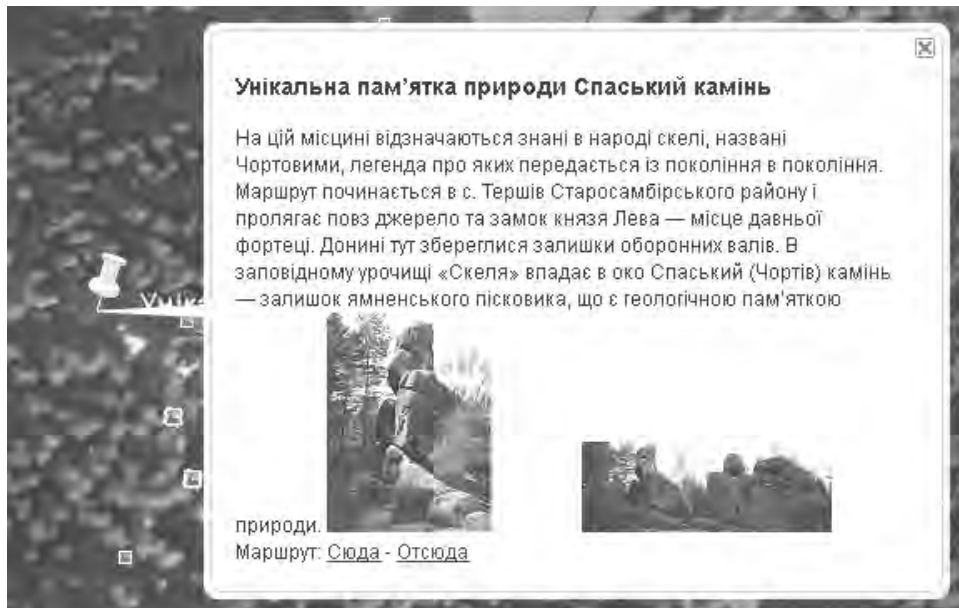 Унікальна пам’ятка природи Спаський камінь
На цій місцині відзначаються знані в народі скелі, названі
Чортовими, легенда про яких передається із покоління в покоління.
Маршрут починається в с. Тершів Старосамбірського району і
пролягає повз джерело та замок князя Лева — місце давньої
фортеці. Донині тут збереглися залишки оборонних валів. В
заповідному урочищі «Скеля» впадає в око Спаський (Чортів) камінь
— залишок ямненського пісковика, що є геологічною пам’яткою
природи.
Маршрут: Сюда - Отсюда